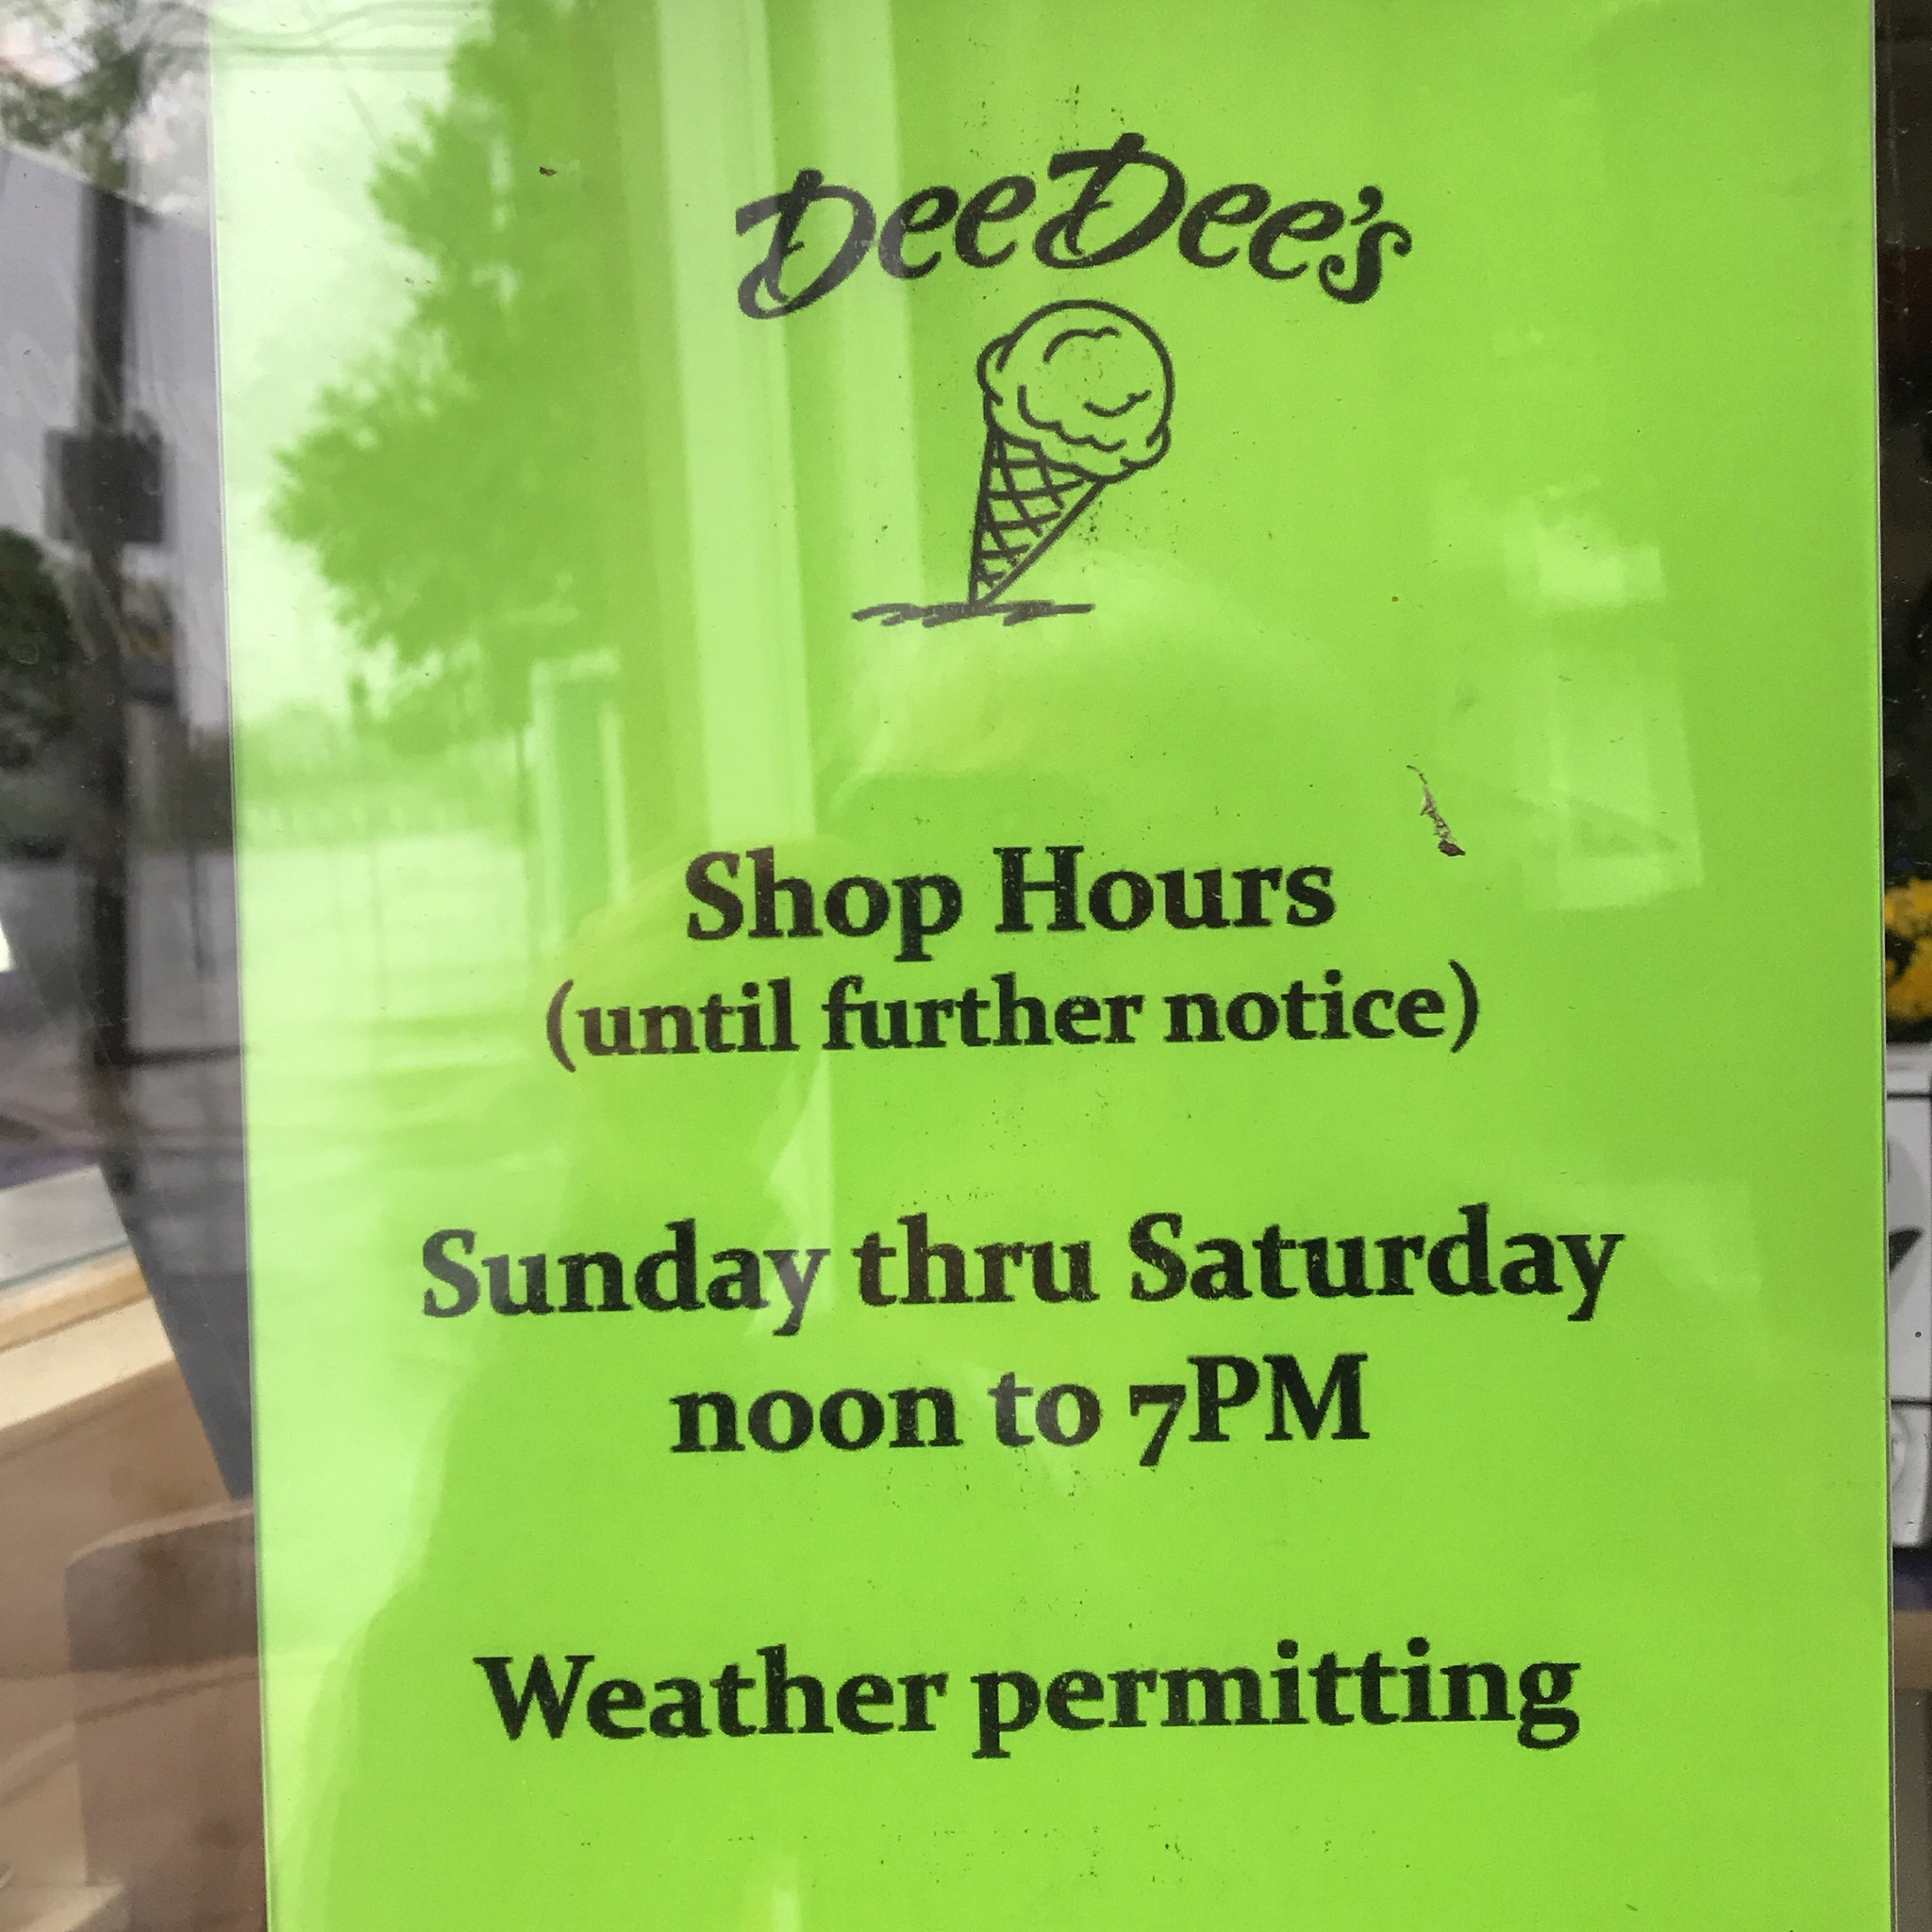 DeeDee's
Shop Hours
(until further notice)
Sunday thru Saturday
noon to 7PM
Weather permitting